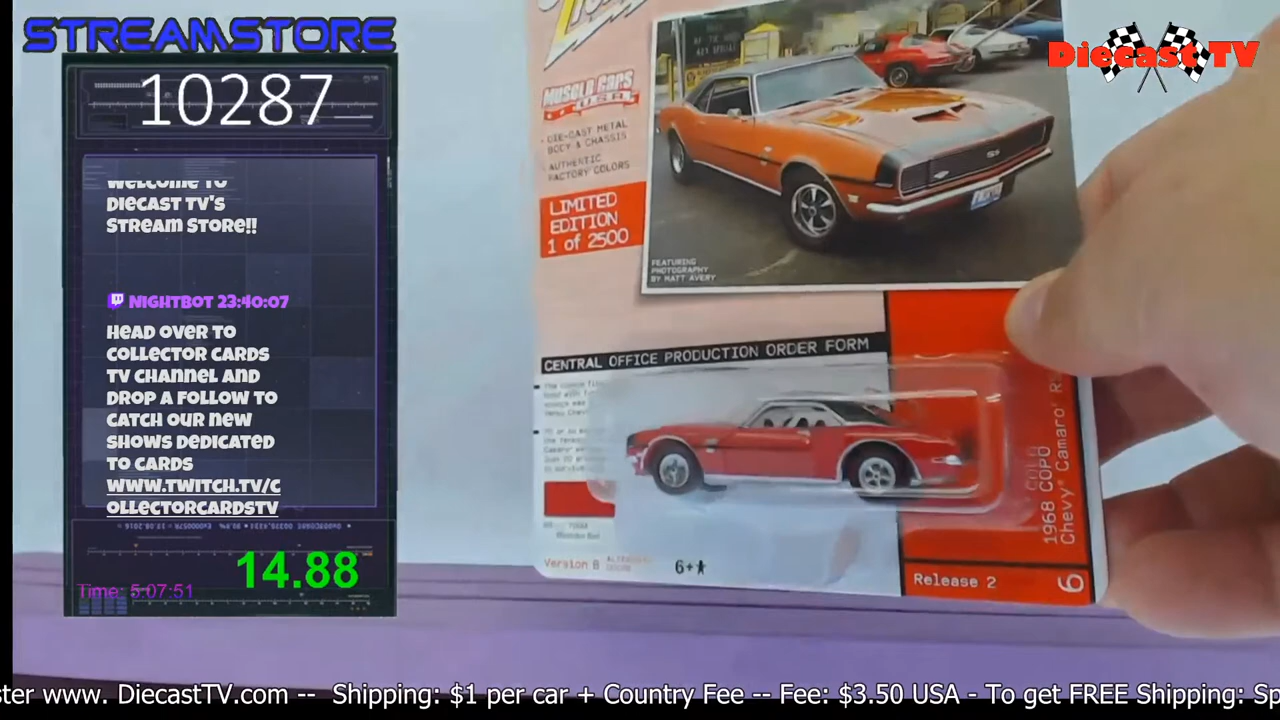 STREAMSTORE
10287
WELCOME TO
DIECAST TV'S
STREAM STORE!!
NIGHTBOT 23:40:07
HEAD OVER TO
COLLECTOR CARDS
TV CHANNEL AND
DROP A FOLLOW TO
CATCH OUR NEW
SHOWS DEDICATED
TO CARDS
WWW.TWITCH.TV/C
OLLECTORCARDSTV
14.88
Time: 5:07:51
Diecast TV
MUSCLE CARS
U.S.A.
- DIE-CAST METAL
BODY & CHASSIS
- AUTHENTIC
FACTORY COLORS
LIMITED
EDITION
1 of 2500
FEATURING
PHOTOGRAPHY
BY MATT AVERY
SS
CENTRAL OFFICE PRODUCTION ORDER FORM
1968 COPO
Chevy® Camaro®
Version B
6+
Release 2
6
ster www. DiecastTV.com -- Shipping: $1 per car + Country Fee -- Fee: $3.50 USA - To get FREE Shipping: Sp